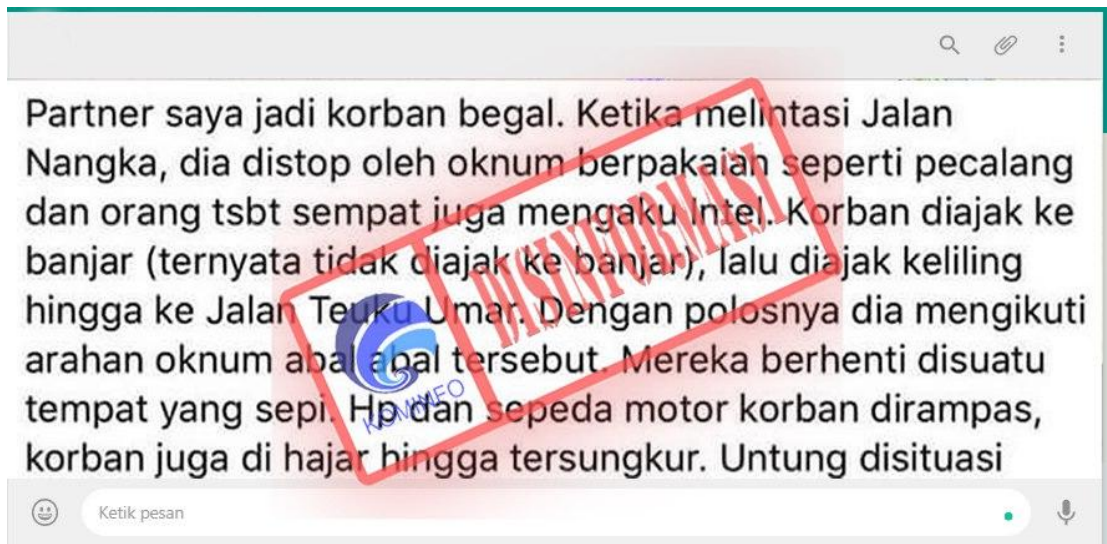 Partner saya jadi korban begal. Ketika melintasi Jalan
Nangka, dia distop oleh oknum berpakaian seperti pecalang
dan orang tsbt sempat juga mengaku Intel. Korban diajak ke
banjar (ternyata tidak diajak ke banjar), lalu diajak keliling
hingga ke Jalan Teuku Umar. Dengan polosnya dia mengikuti
arahan oknum abal abal tersebut. Mereka berhenti disuatu
tempat yang sepi. Hp dan sepeda motor korban dirampas,
korban juga di hajar hingga tersungkur. Untung disituasi
DISINFORMASI
KOMINFO
Ketik pesan